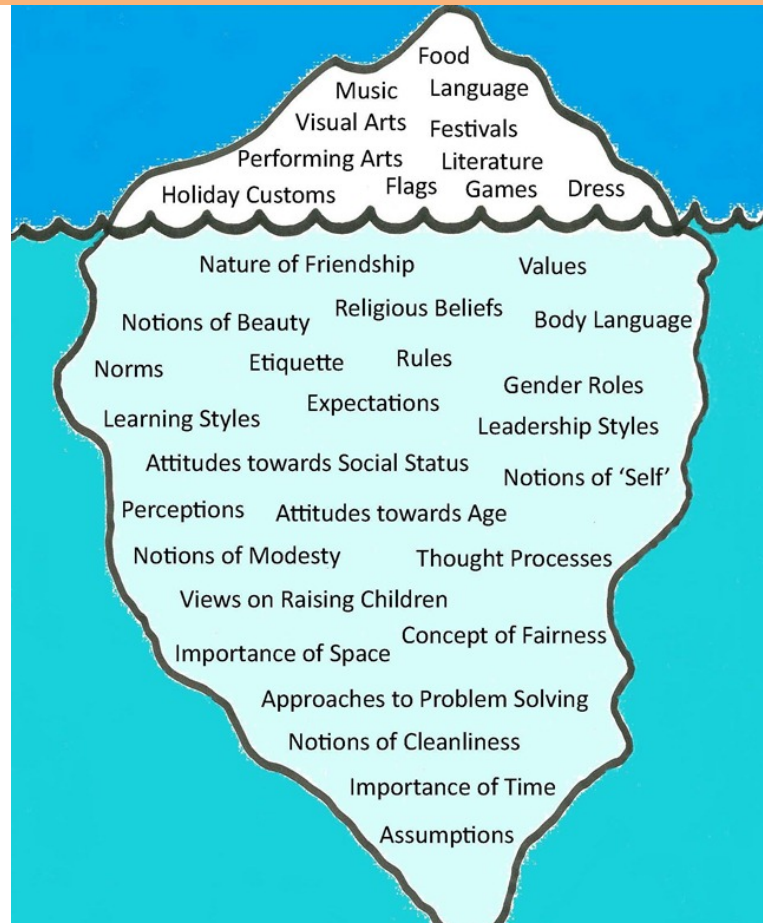 Food
Music Language
Visual Arts Festivals
Performing Arts Literature
Holiday Customs Flags Games Dress
Nature of Friendship Values
Notions of Beauty Religious Beliefs Body Language
Norms Etiquette Rules
Gender Roles
Learning Styles Expectations
Leadership Styles
Attitudes towards Social Status
Notions of ‘Self’
Perceptions Attitudes towards Age
Notions of Modesty Thought Processes
Views on Raising Children
Concept of Fairness
Importance of Space
Approaches to Problem Solving
Notions of Cleanliness
Importance of Time
Assumptions